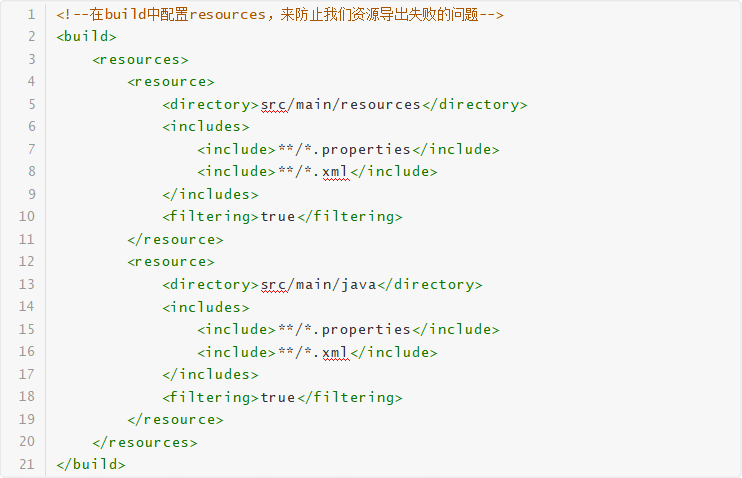 1 <!--在build中配置resources，来防止我们资源导出失败的问题-->
2 <build>
3     <resources>
4         <resource>
5             <directory>src/main/resources</directory>
6             <includes>
7                 <include>**/*.properties</include>
8                 <include>**/*.xml</include>
9             </includes>
10             <filtering>true</filtering>
11         </resource>
12         <resource>
13             <directory>src/main/java</directory>
14             <includes>
15                 <include>**/*.properties</include>
16                 <include>**/*.xml</include>
17             </includes>
18             <filtering>true</filtering>
19         </resource>
20     </resources>
21 </build>